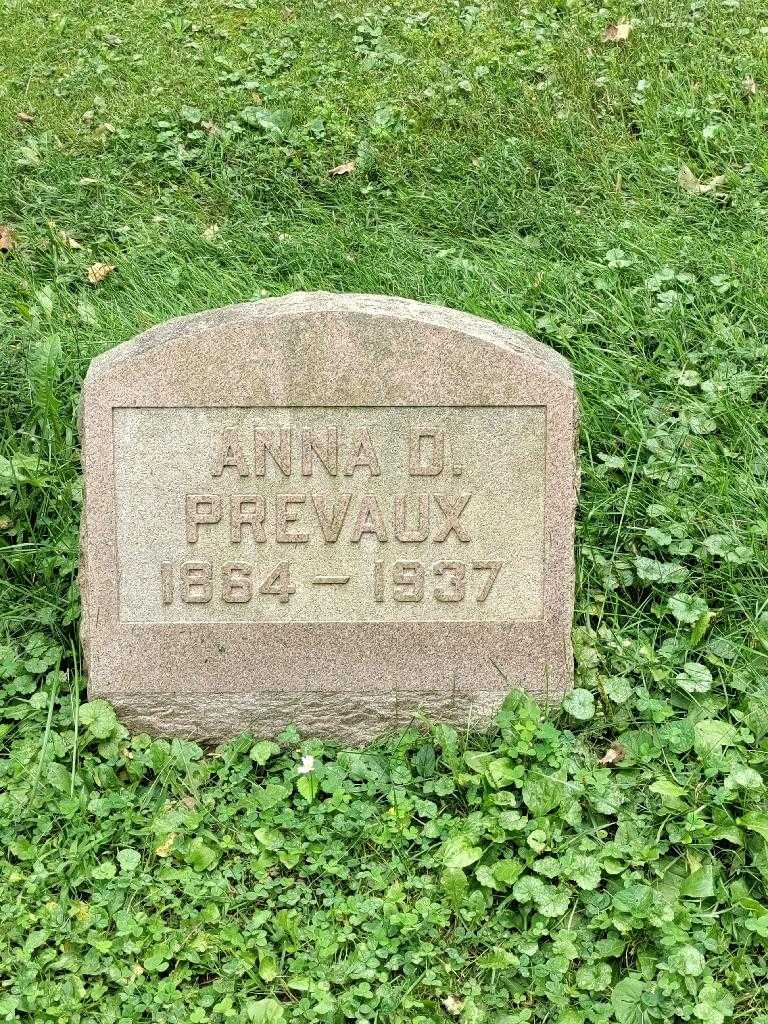 ANNA D.
PREVAUX
1864 – 1937